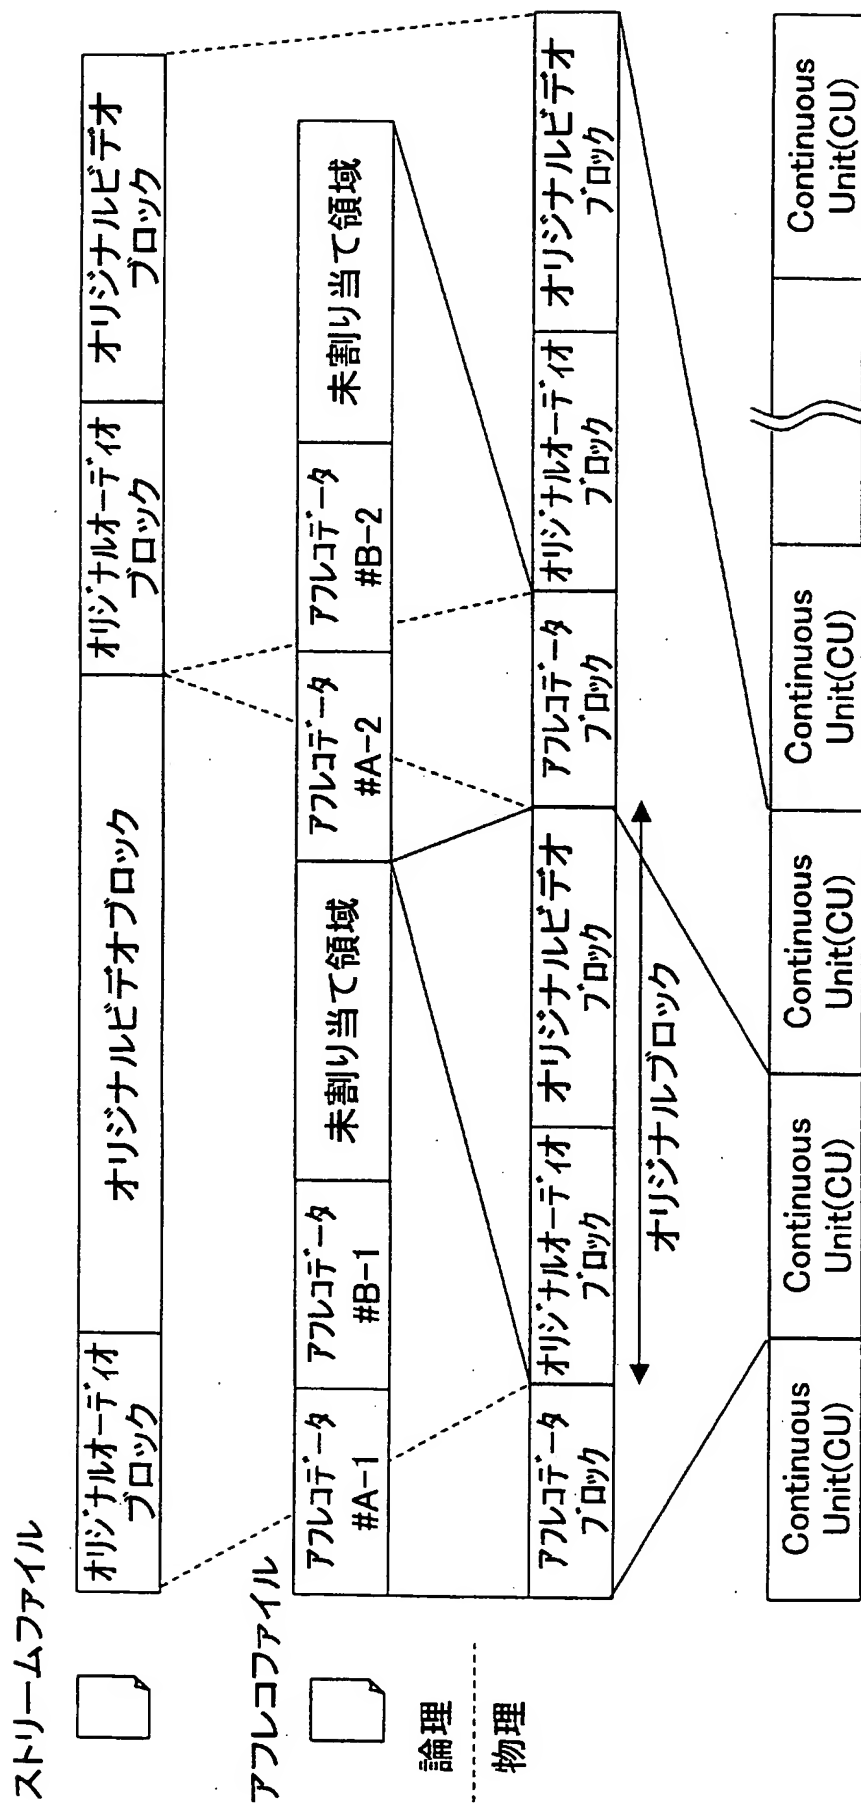 ストリームファイル
オリジナルオーディオ
ブロック
オリジナルビデオブロック
オリジナルオーディオ
ブロック
オリジナルビデオ
ブロック
アフレコファイル
アフレコデータ
#A-1
アフレコデータ
#B-1
未割り当て領域
アフレコデータ
#A-2
アフレコデータ
#B-2
未割り当て領域
論理
物理
アフレコデータ
ブロック
オリジナルオーディオ
ブロック
オリジナルビデオ
ブロック
アフレコデータ
ブロック
オリジナルオーディオ
ブロック
オリジナルビデオ
ブロック
オリジナルブロック
Continuous
Unit(CU)
Continuous
Unit(CU)
Continuous
Unit(CU)
Continuous
Unit(CU)
Continuous
Unit(CU)